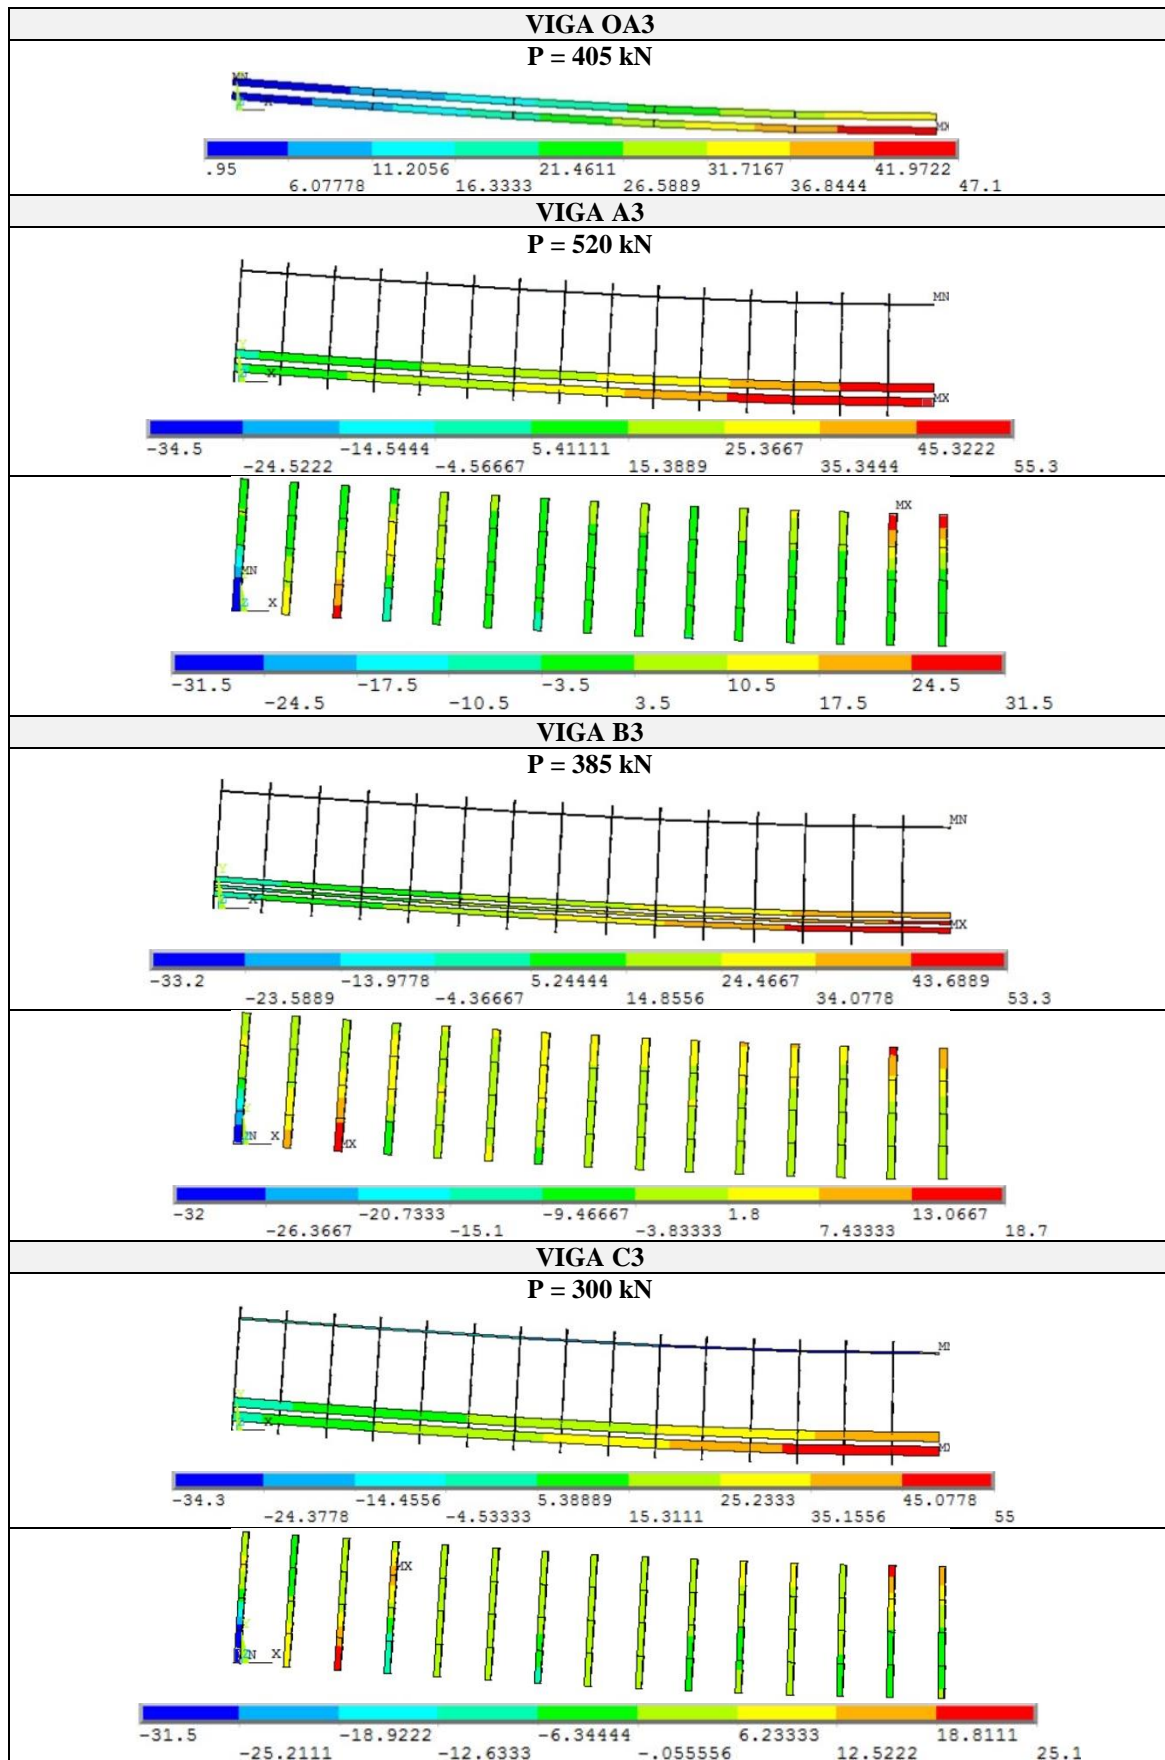 VIGA OA3
P = 405 kN
MN
X
MX
.95 11.2056 21.4611 31.7167 41.9722
6.07778 16.3333 26.5889 36.8444 47.1
VIGA A3
P = 520 kN
MN
X
MX
-34.5 -14.5444 5.41111 25.3667 45.3222
-24.5222 -4.56667 15.3889 35.3444 55.3
MX
MN
X
-31.5 -17.5 -3.5 10.5 24.5
-24.5 -10.5 3.5 17.5 31.5
VIGA B3
P = 385 kN
MN
X
MX
-33.2 -13.9778 5.24444 24.4667 43.6889
-23.5889 -4.36667 14.8556 34.0778 53.3
X
MX
-32 -20.7333 -9.46667 1.8 13.0667
-26.3667 -15.1 -3.83333 7.43333 18.7
VIGA C3
P = 300 kN
X
-34.3 -14.4556 5.38889 25.2333 45.0778
-24.3778 -4.53333 15.3111 35.1556 55
MX
X
-31.5 -18.9222 -6.34444 6.23333 18.8111
-25.2111 -12.6333 -.055556 12.5222 25.1